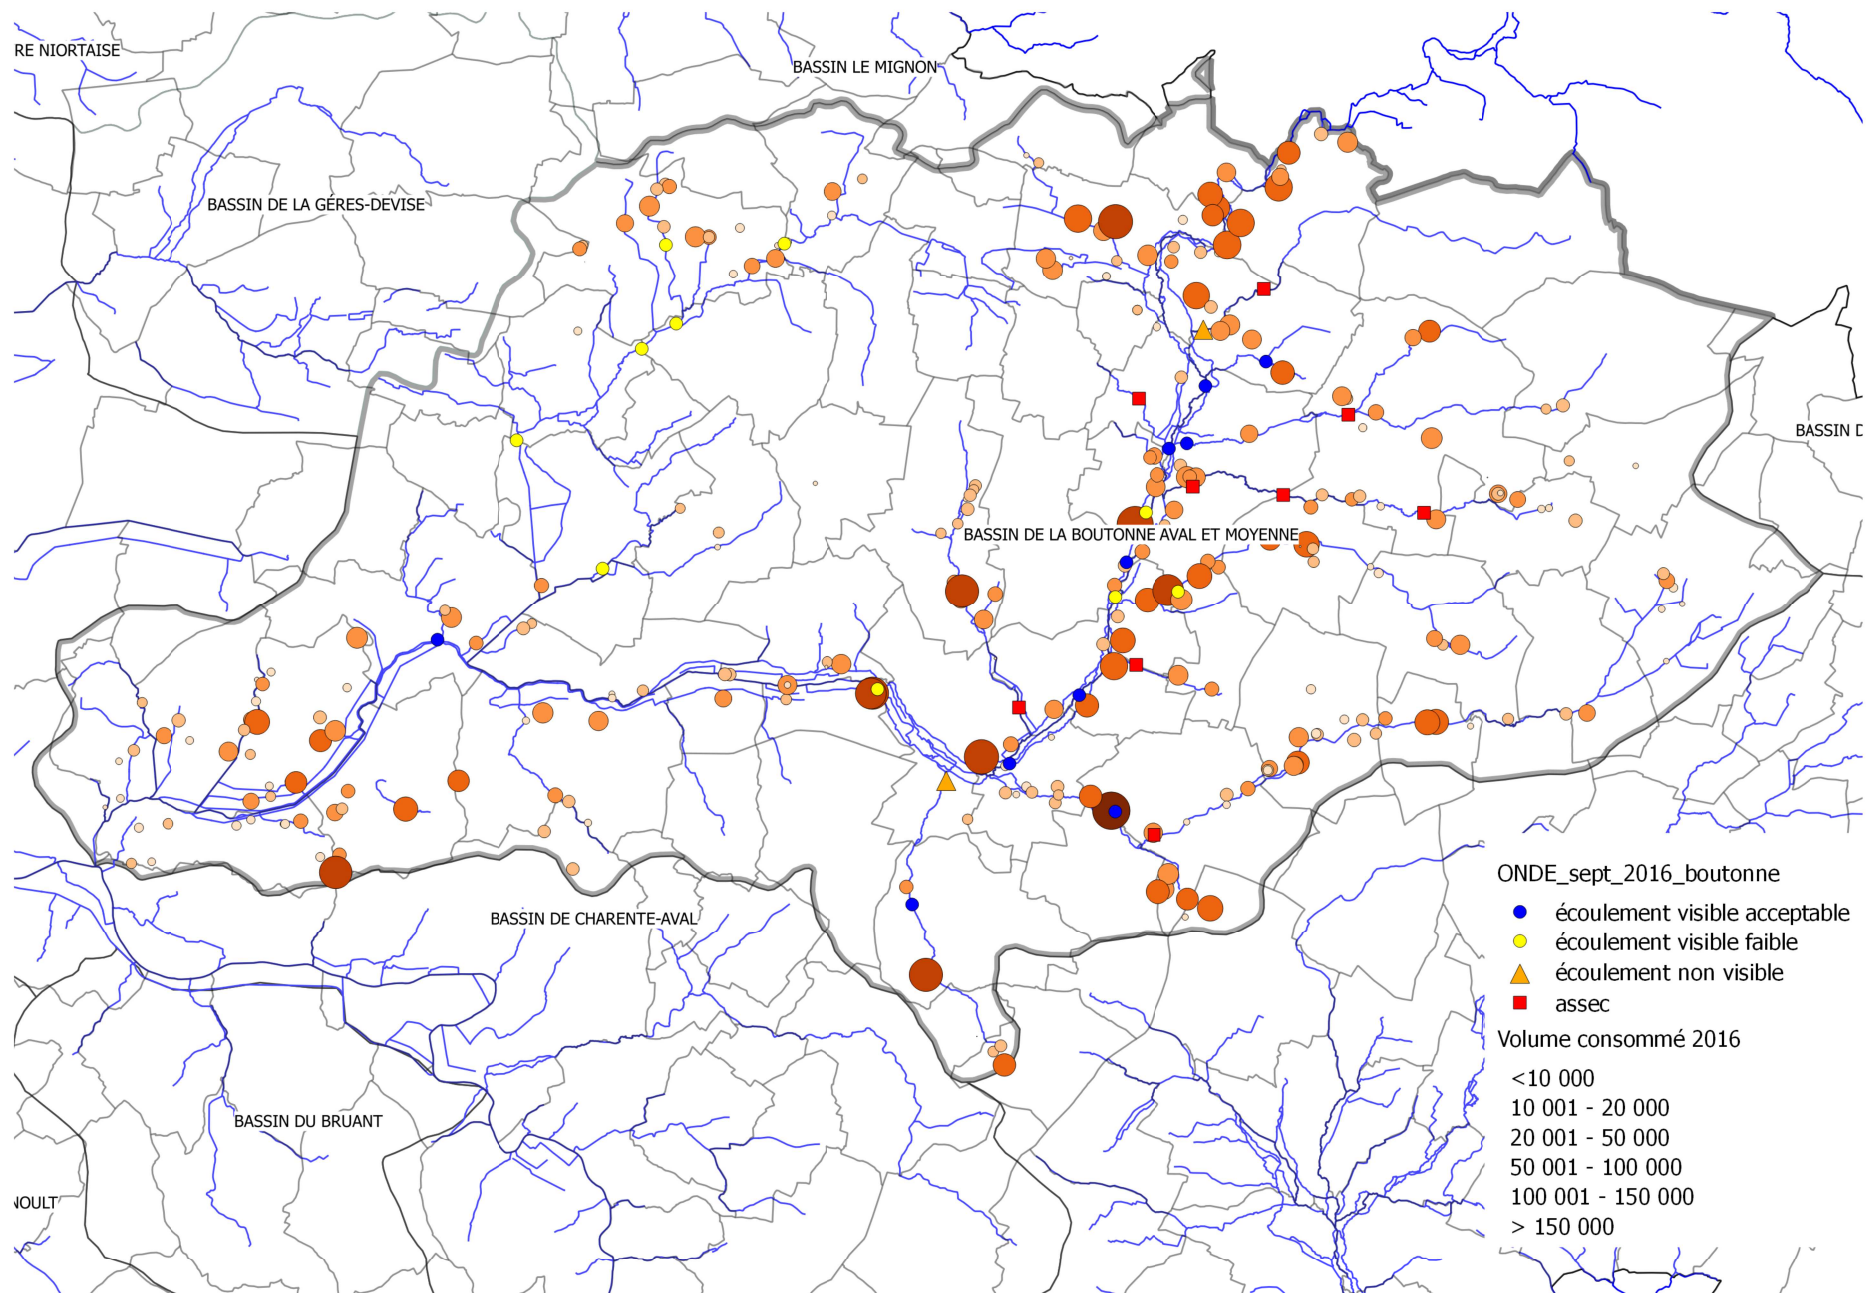 RE NIORTAISE
BASSIN LE MIGNON
BASSIN DE LA GÉRES-DEVISE
BASSIN D
BASSIN DE LA BOUTONNE AVAL ET MOYENNE
BASSIN DE CHARENTE-AVAL
BASSIN DU BRUANT
NOULT
ONDE_sept_2016_boutonne
écoulement visible acceptable
écoulement visible faible
écoulement non visible
assec
Volume consommé 2016
<10 000
10 001 - 20 000
20 001 - 50 000
50 001 - 100 000
100 001 - 150 000
> 150 000